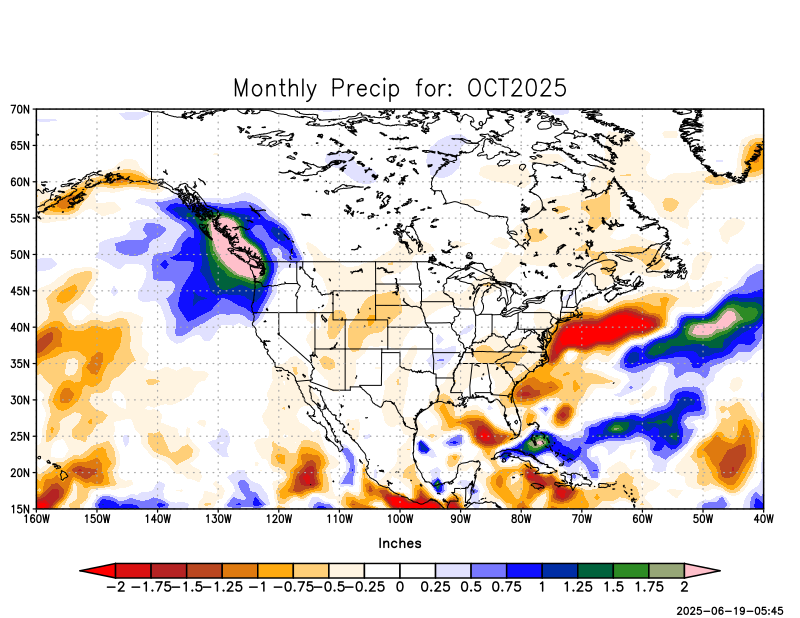 Monthly Precip for: OCT2025
70N
65N
60N
55N
50N
45N
40N
35N
30N
25N
20N
15N
160W 150W 140W 130W 120W 110W 100W 90W 80W 70W 60W 50W 40W
Inches
−2 −1.75−1.5−1.25 −1 −0.75−0.5−0.25 0 0.25 0.5 0.75 1 1.25 1.5 1.75 2
2025−06−19−05:45